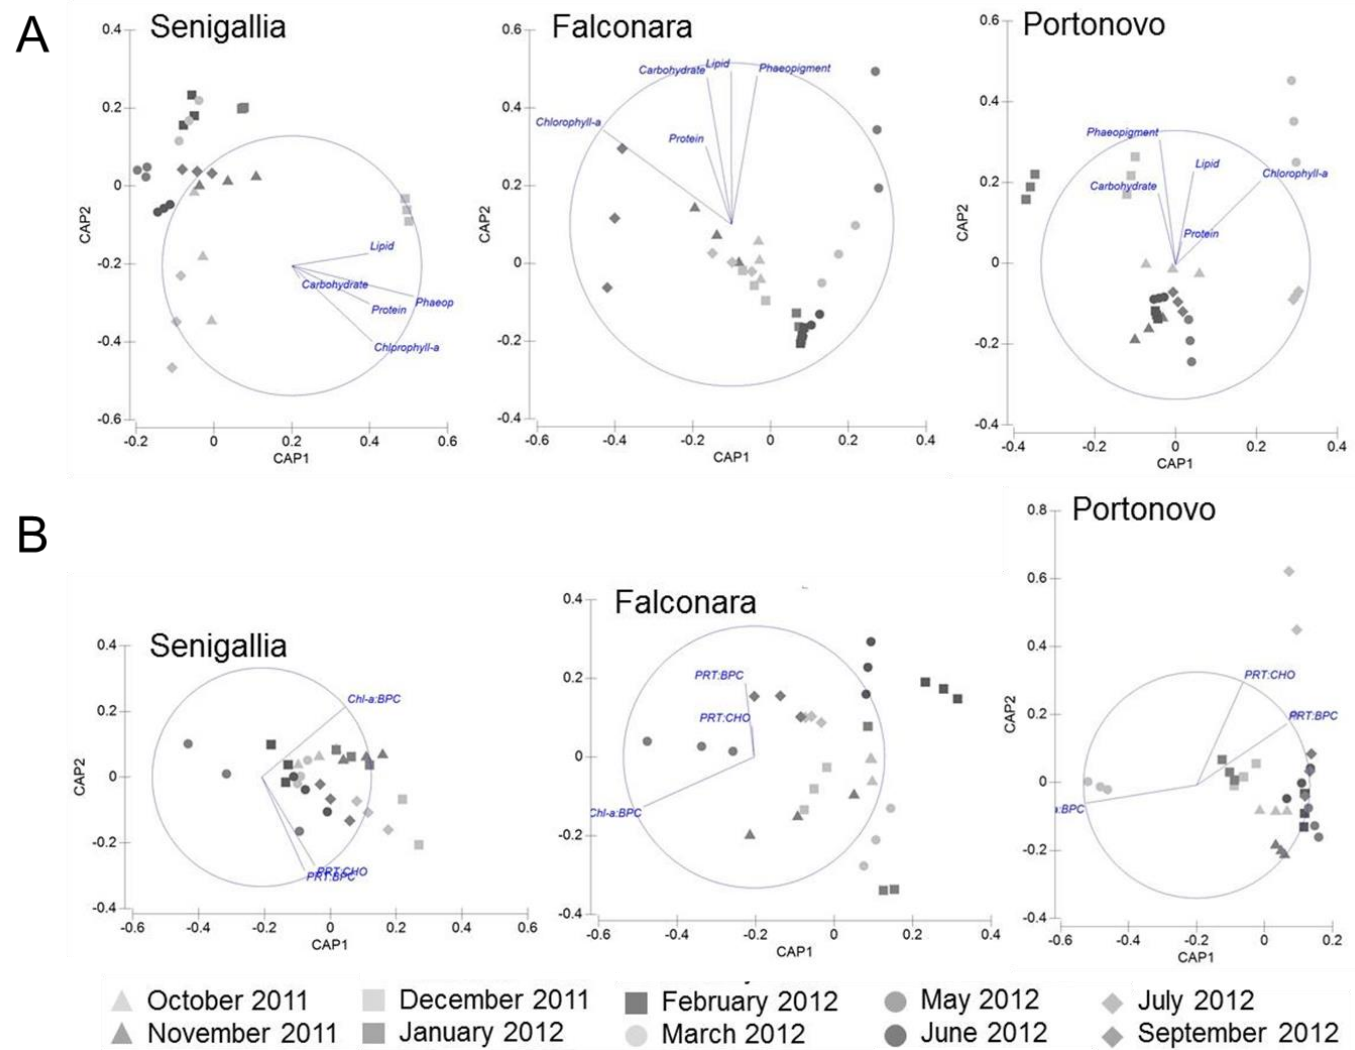 A
Senigallia
0.4
0.2
0
-0.2
-0.4
-0.6
CAP2
Lipid
Carbohydrate
Phaeop
Protein
Chlprophyll-a
-0.2 0 0.2 0.4 0.6
CAP1
Falconara
0.6
0.4
0.2
0
-0.2
-0.4
CAP2
Lipid
Carbohydrate
Phaeopigment
Chlorophyll-a
Protein
-0.6 -0.4 -0.2 0 0.2 0.4
CAP1
Portonovo
0.6
0.4
0.2
0
-0.2
-0.4
CAP2
Phaeopigment
Lipid
Chlorophyll-a
Carbohydrate
Protein
-0.4 -0.2 0 0.2 0.4
CAP1
B
Senigallia
0.4
0.2
0
-0.2
-0.4
CAP2
Chl-a:BPC
PRT:CHO
PRT:BPC
-0.6 -0.4 -0.2 0 0.2 0.4 0.6
CAP1
Falconara
0.4
0.2
0
-0.2
-0.4
CAP2
PRT:BPC
PRT:CHO
Chl-a:BPC
-0.6 -0.4 -0.2 0 0.2 0.4
CAP1
Portonovo
0.8
0.6
0.4
0.2
0
-0.2
-0.4
CAP2
PRT:CHO
PRT:BPC
a:BPC
-0.6 -0.4 -0.2 0 0.2
CAP1
October 2011 December 2011 February 2012 May 2012 July 2012
November 2011 January 2012 March 2012 June 2012 September 2012